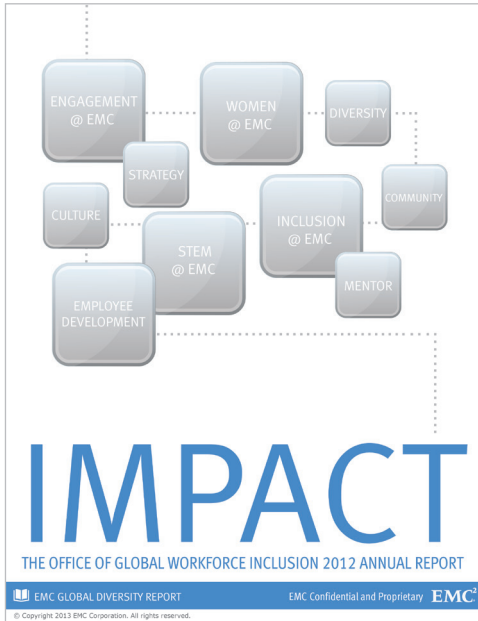 ENGAGEMENT
@ EMC
WOMEN
@ EMC
DIVERSITY
STRATEGY
COMMUNITY
CULTURE
INCLUSION
@ EMC
STEM
@ EMC
MENTOR
EMPLOYEE
DEVELOPMENT
IMPACT
THE OFFICE OF GLOBAL WORKFORCE INCLUSION 2012 ANNUAL REPORT
EMC GLOBAL DIVERSITY REPORT
EMC Confidential and Proprietary EMC²
© Copyright 2013 EMC Corporation. All rights reserved.